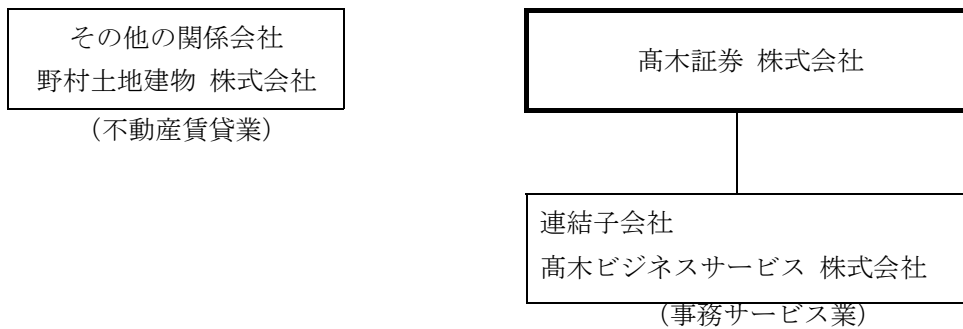 その他の関係会社
野村土地建物 株式会社
(不動産賃貸業)
髙木証券 株式会社
連結子会社
髙木ビジネスサービス 株式会社
(事務サービス業)